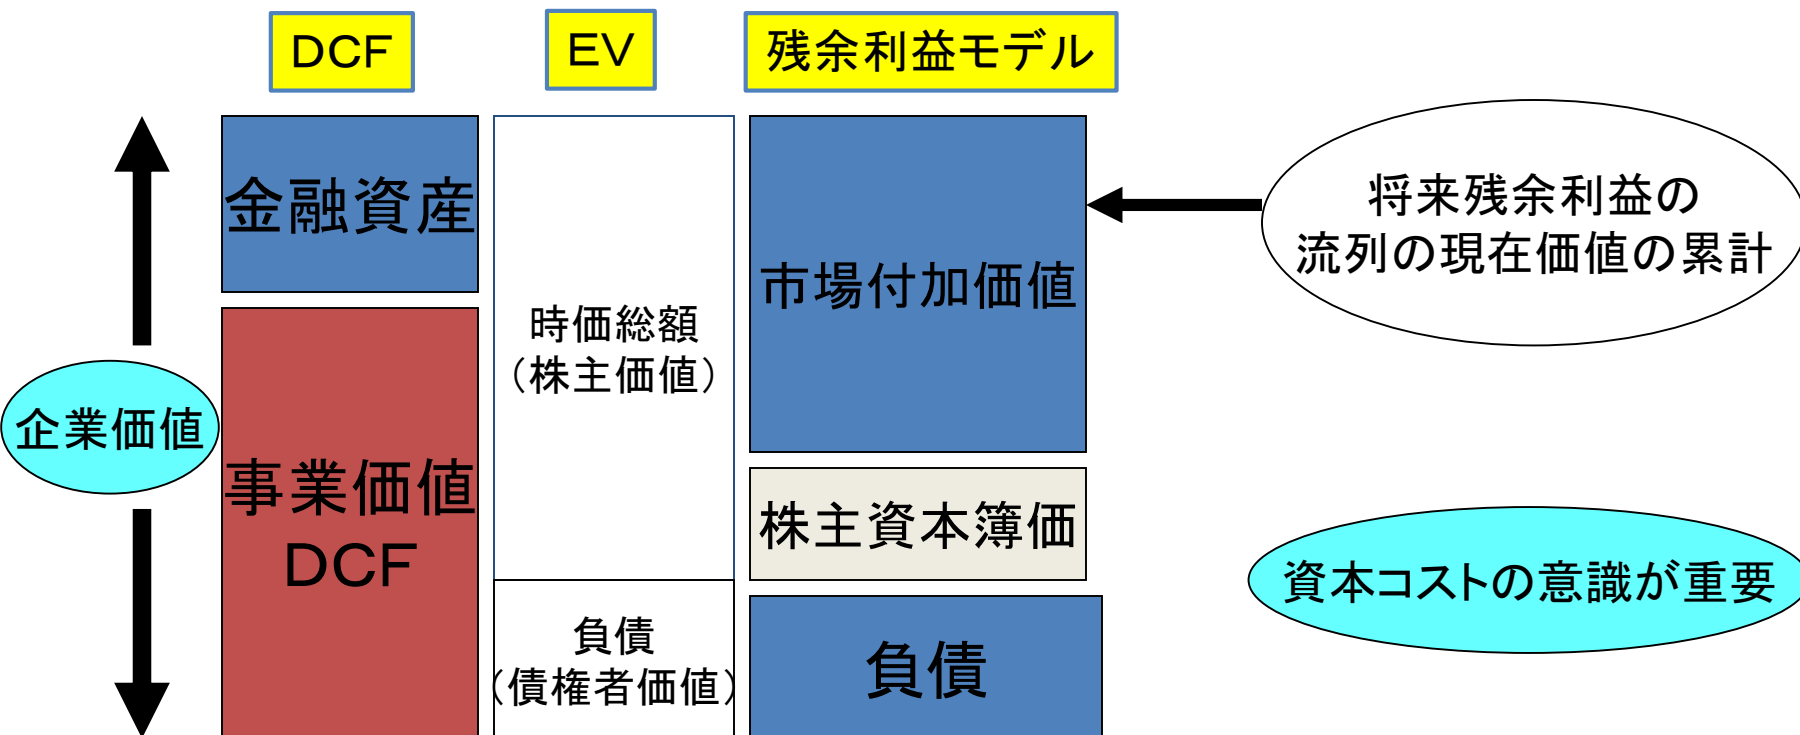 DCF
EV
残余利益モデル
金融資産
時価総額
（株主価値）
市場付加価値
将来残余利益の
流列の現在価値の累計
企業価値
事業価値
DCF
株主資本簿価
資本コストの意識が重要
負債
（債権者価値）
負債